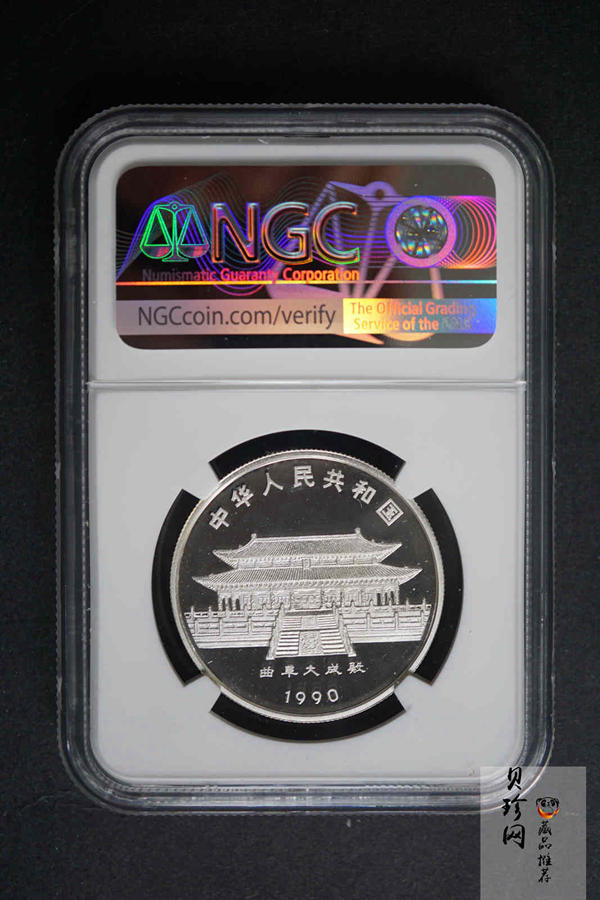 NGC
Numismatic Guaranty Corporation
NGCcoin.com/verify
The Official Grading
Service of the
中华人民共和国
曲阜大成殿
1990
贝珍网
藏品推荐